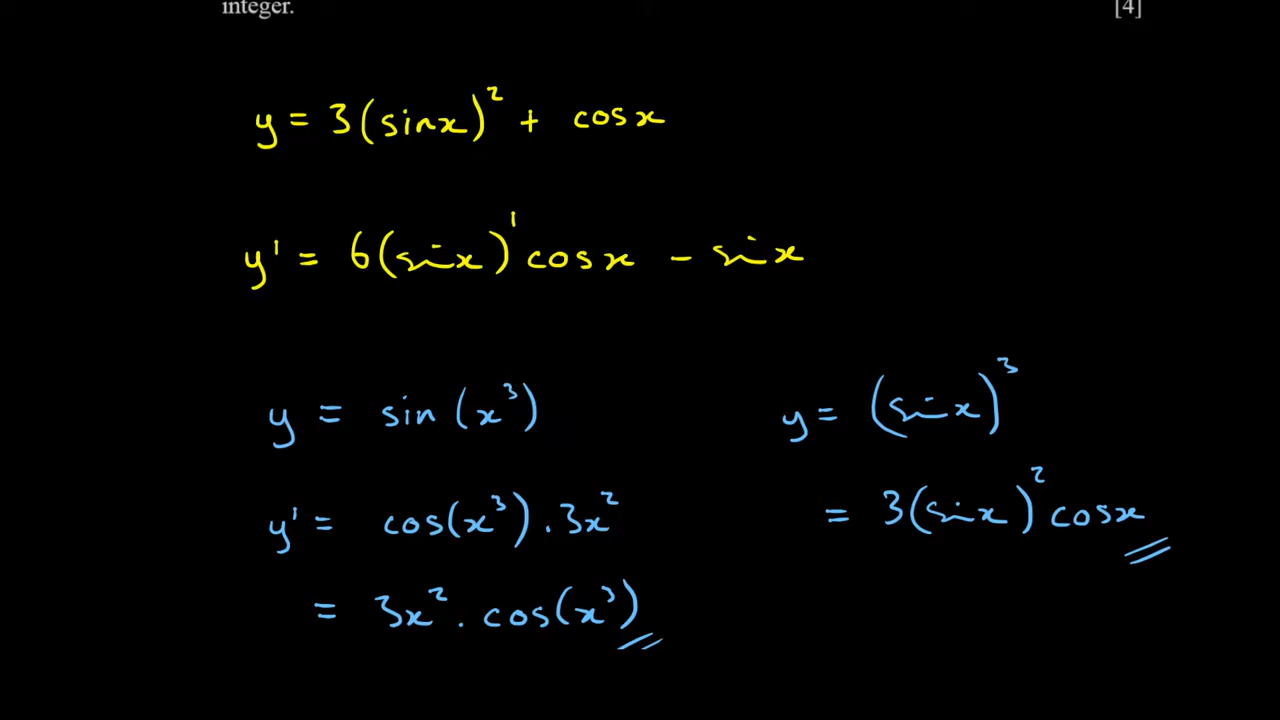 integer. [4]
y = 3(sinx)² + cosx
y' = 6(sinx)¹cosx - sinx
y = sin(x³)
y' = cos(x³).3x²
= 3x².cos(x³)
y = (sinx)³
= 3(sinx)²cosx